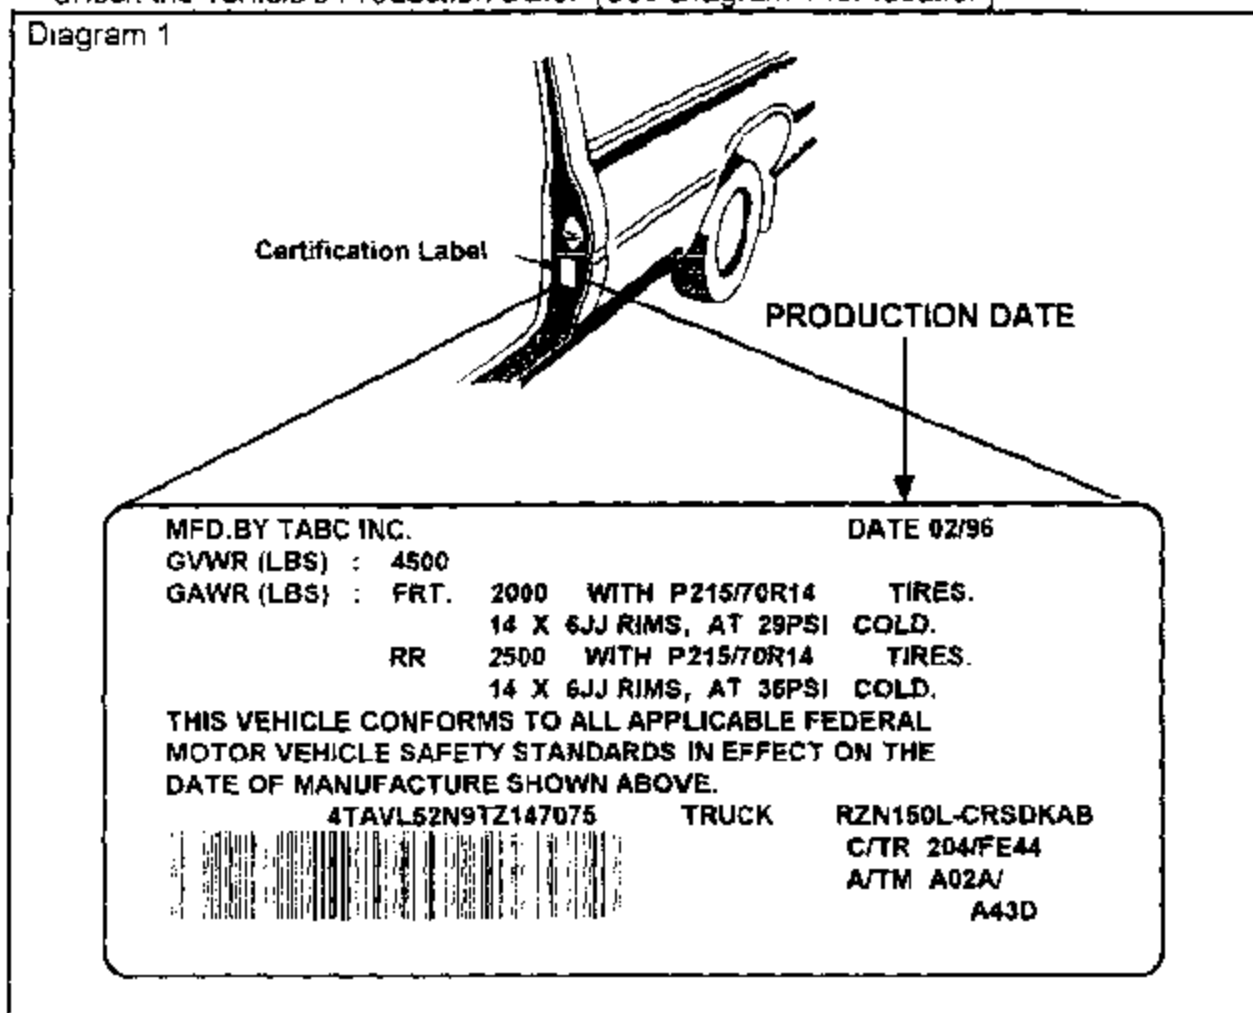 Diagram 1
Certification Label
PRODUCTION DATE
MFD.BY TABC INC. DATE 02/96
GVWR (LBS) : 4500
GAWR (LBS) : FRT. 2000 WITH P215/70R14 TIRES.
14 X 6JJ RIMS, AT 29PSI COLD.
RR 2500 WITH P215/70R14 TIRES.
14 X 6JJ RIMS, AT 35PSI COLD.
THIS VEHICLE CONFORMS TO ALL APPLICABLE FEDERAL
MOTOR VEHICLE SAFETY STANDARDS IN EFFECT ON THE
DATE OF MANUFACTURE SHOWN ABOVE.
4TAVL52N9TZ147075 TRUCK RZN150L-CRSDKAB
C/TR 204/FE44
A/TM A02A/
A43D